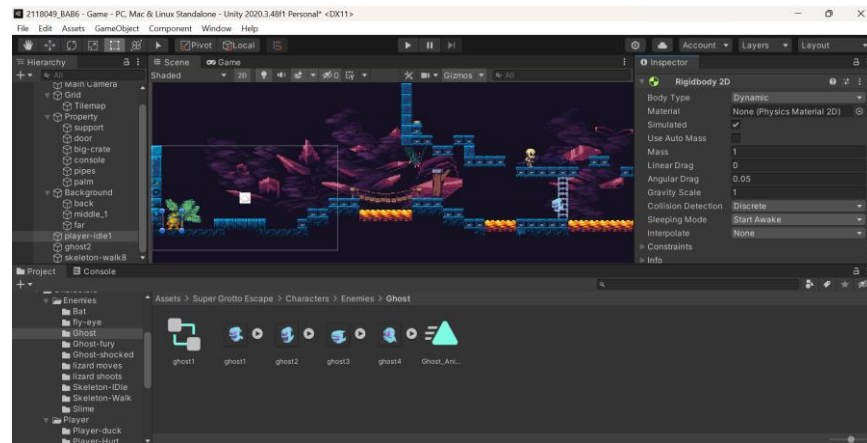 2118049_BAB6 - Game - PC, Mac & Linux Standalone - Unity 2020.3.48f1 Personal* <DX11>
File Edit Assets GameObject Component Window Help
Pivot Local
Account Layers Layout
Hierarchy
All
Main Camera
Grid
Tilemap
Property
support
door
big-crate
console
pipes
palm
Background
back
middle_1
far
player-idle1
ghost2
skeleton-walk8
Scene Game
Shaded 2D 0 Gizmos All
Inspector
Rigidbody 2D
Body Type Dynamic
Material None (Physics Material 2D)
Simulated
Use Auto Mass
Mass 1
Linear Drag 0
Angular Drag 0.05
Gravity Scale 1
Collision Detection Discrete
Sleeping Mode Start Awake
Interpolate None
Constraints
Info
Project Console
Enemies
Bat
fly-eye
Ghost
Ghost-fury
Ghost-shocked
lizard moves
lizard shoots
Skeleton-IDle
Skeleton-Walk
Slime
Player
Player-duck
Player-Hurt
Assets > Super Grotto Escape > Characters > Enemies > Ghost
ghost1 ghost1 ghost2 ghost3 ghost4 Ghost_Ani...